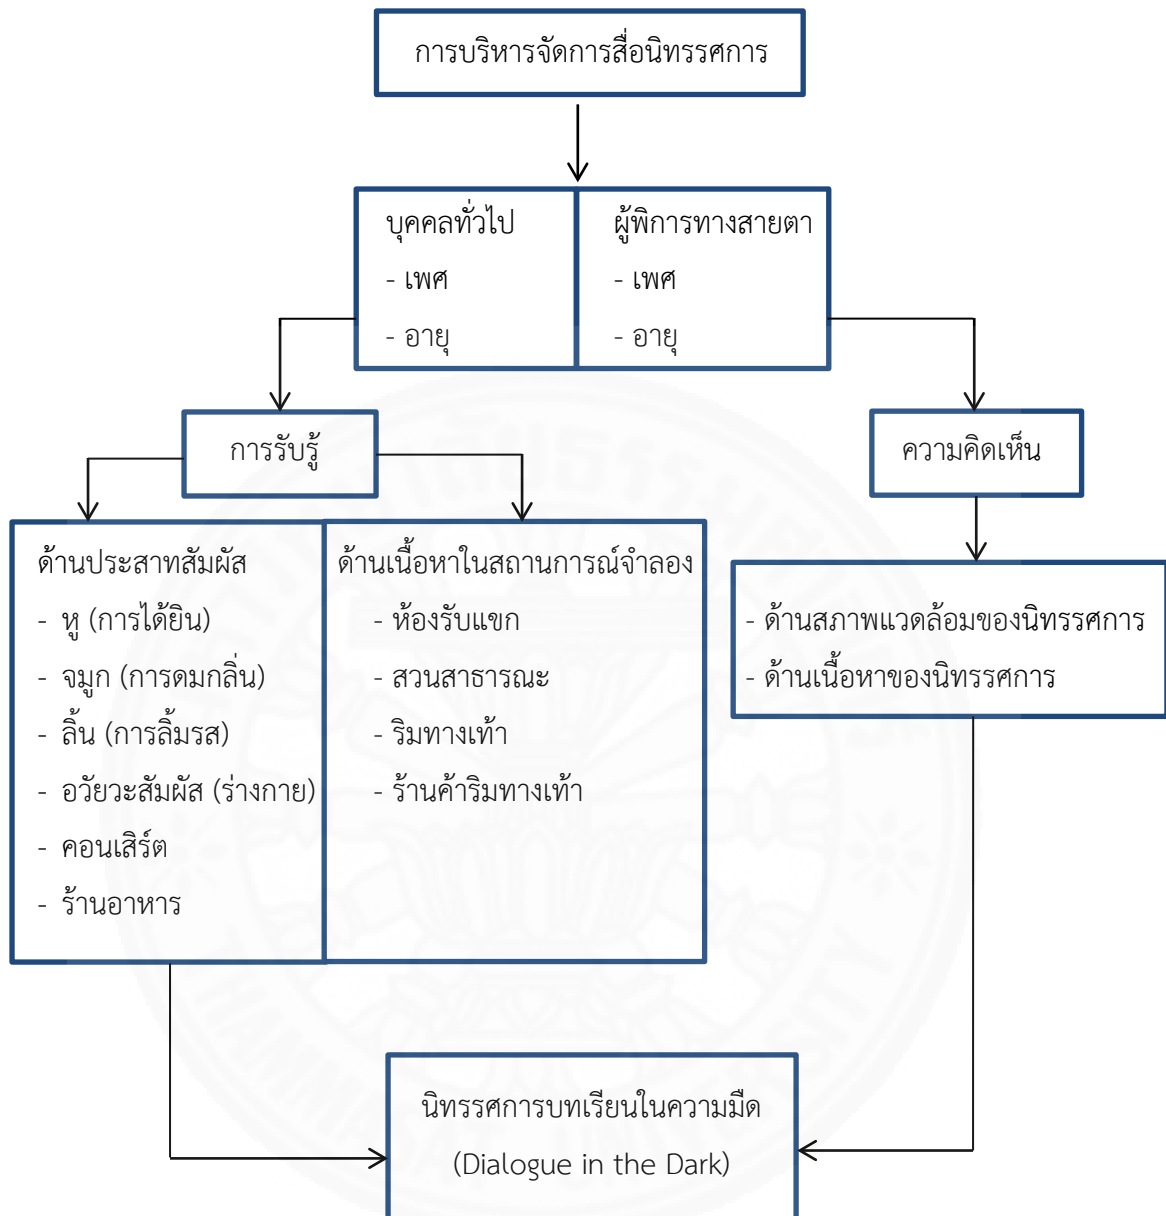 การบริหารจัดการสื่อนิทรรศการ
บุคคลทั่วไป
- เพศ
- อายุ
ผู้พิการทางสายตา
- เพศ
- อายุ
การรับรู้
ความคิดเห็น
ด้านประสาทสัมผัส
- หู (การได้ยิน)
- จมูก (การดมกลิ่น)
- ลิ้น (การลิ้มรส)
- อวัยวะสัมผัส (ร่างกาย)
- คอนเสิร์ต
- ร้านอาหาร
ด้านเนื้อหาในสถานการณ์จำลอง
- ห้องรับแขก
- สวนสาธารณะ
- ริมทางเท้า
- ร้านค้าริมทางเท้า
- ด้านสภาพแวดล้อมของนิทรรศการ
- ด้านเนื้อหาของนิทรรศการ
นิทรรศการบทเรียนในความมืด
(Dialogue in the Dark)